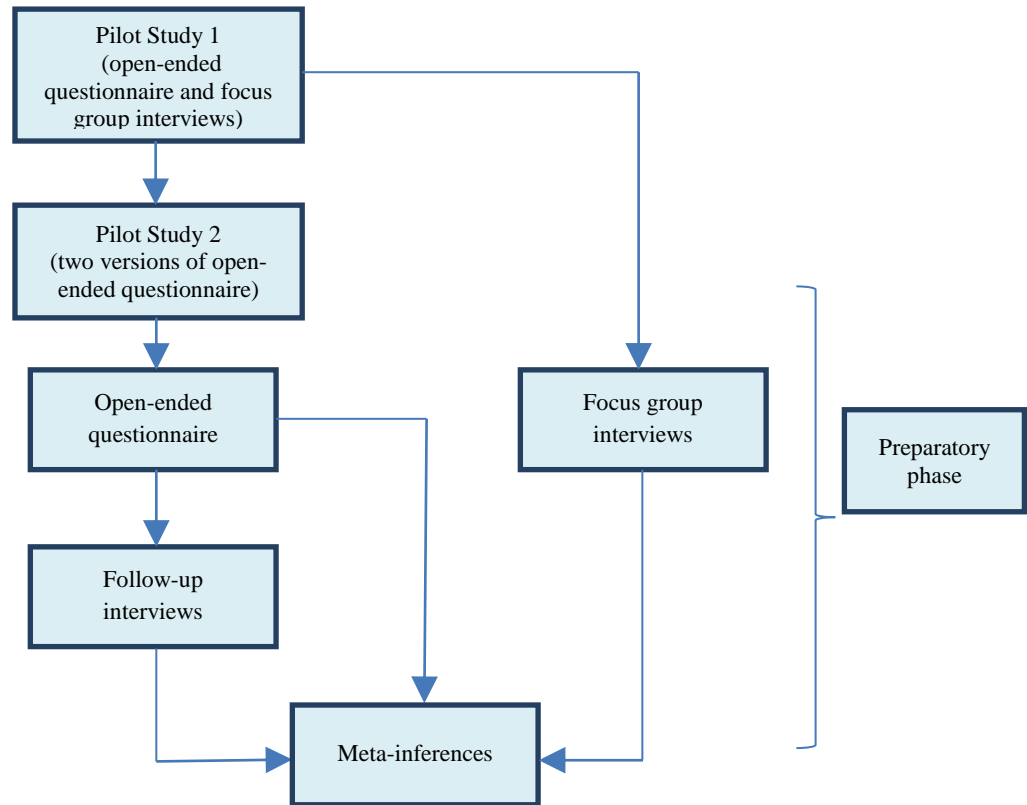 Pilot Study 1
(open-ended
questionnaire and focus
group interviews)
Pilot Study 2
(two versions of open-
ended questionnaire)
Open-ended
questionnaire
Focus group
interviews
Preparatory
phase
Follow-up
interviews
Meta-inferences